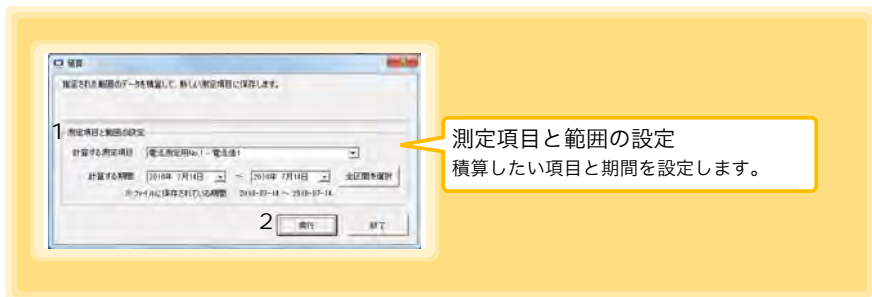 積算
指定された範囲のデータを積算して、新しい測定項目に保存します。
1
測定項目と範囲の設定
計算する測定項目 電流測定用No.1 - 電流値1
計算する期間 2010年 7月14日 ～ 2010年 7月14日 全区間を選択
※ファイルに保存されている期間 2010-07-14 ～ 2010-07-14
2 実行 終了
測定項目と範囲の設定
積算したい項目と期間を設定します。